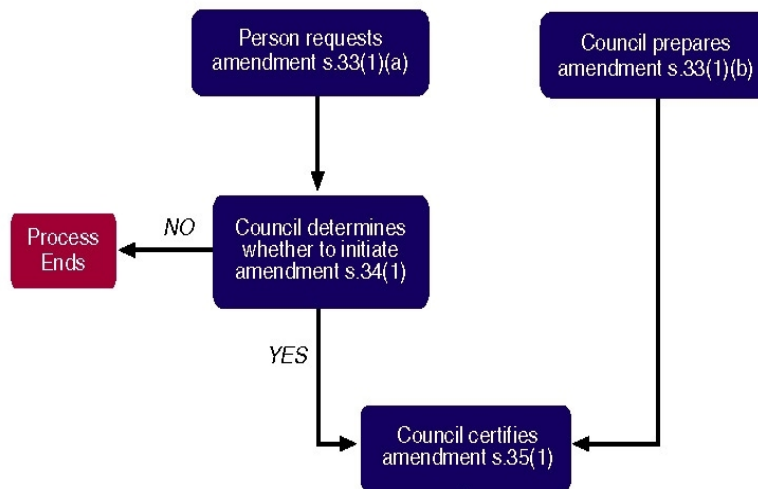 Person requests
amendment s.33(1)(a)
Council prepares
amendment s.33(1)(b)
Council determines
whether to initiate
amendment s.34(1)
NO
Process
Ends
YES
Council certifies
amendment s.35(1)